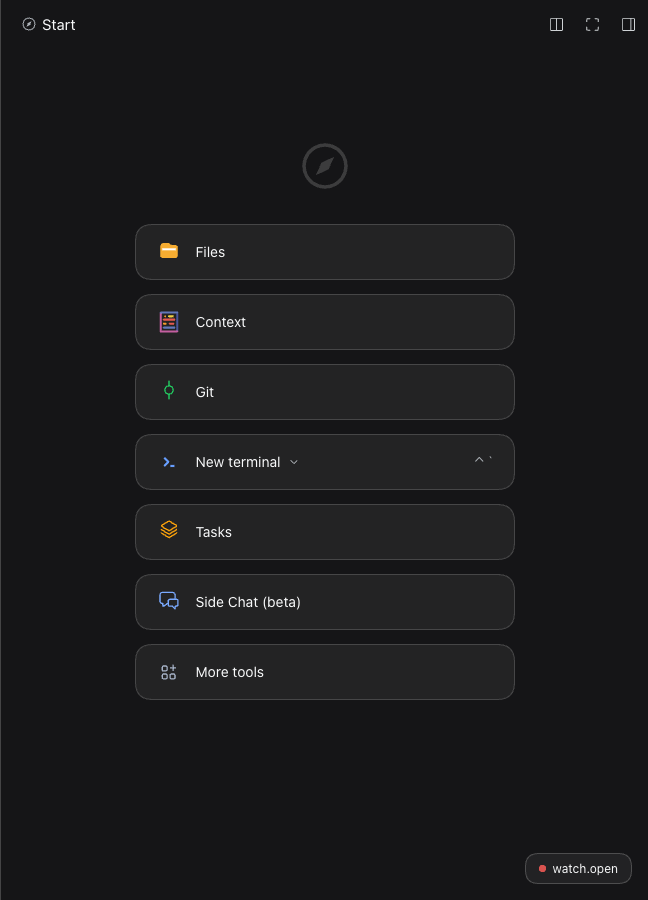 Start
Files
Context
Git
New terminal ^ `
Tasks
Side Chat (beta)
More tools
watch.open